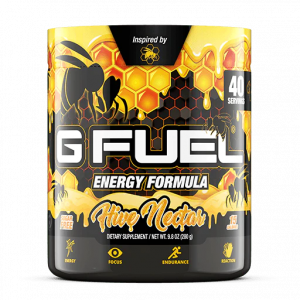 Inspired by
40
SERVINGS
G FUEL
ENERGY FORMULA
Hive Nectar
DIETARY SUPPLEMENT / NET WT. 9.8 OZ (280 g)
ENERGY
FOCUS
ENDURANCE
REACTION